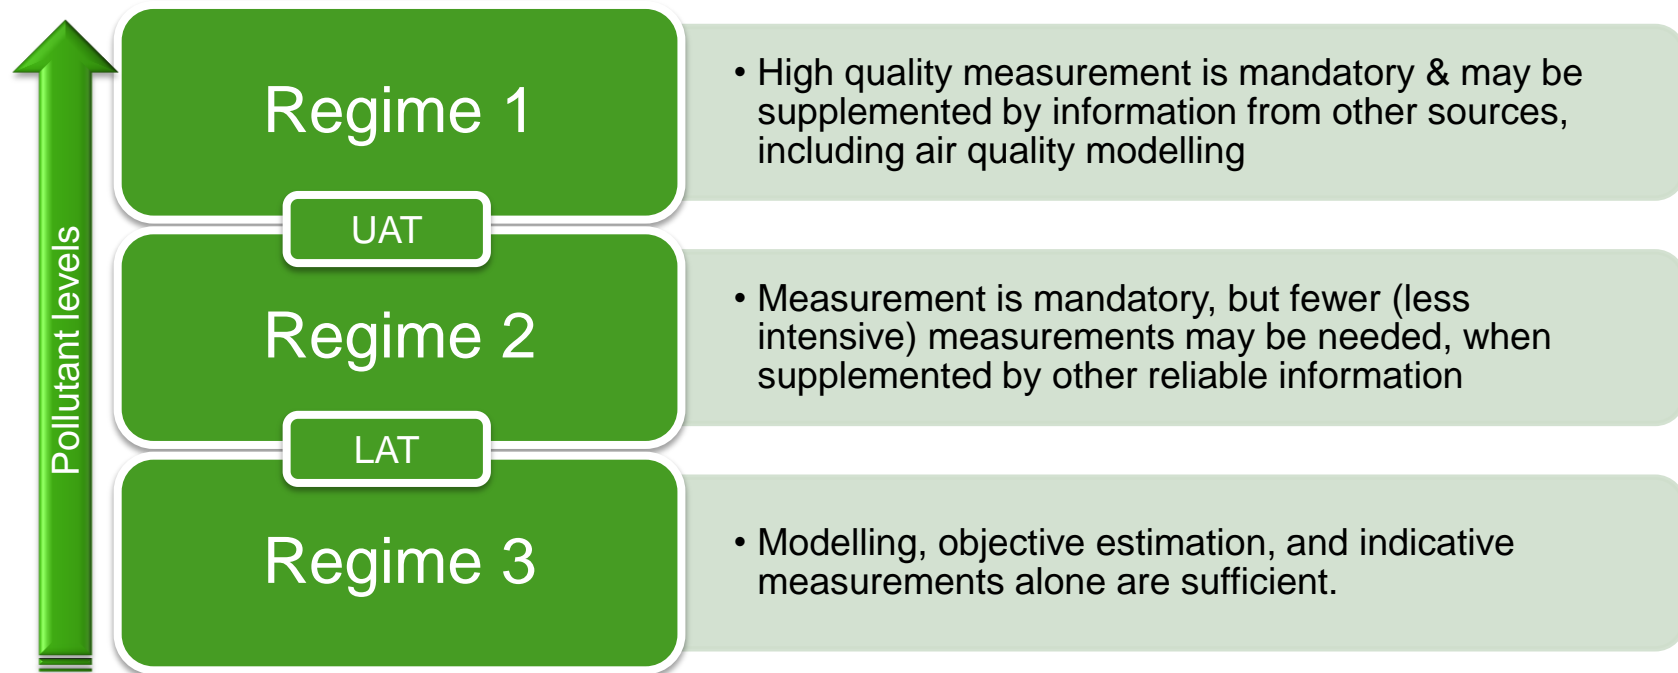 Pollutant levels
Regime 1
• High quality measurement is mandatory & may be
supplemented by information from other sources,
including air quality modelling
UAT
Regime 2
• Measurement is mandatory, but fewer (less
intensive) measurements may be needed, when
supplemented by other reliable information
LAT
Regime 3
• Modelling, objective estimation, and indicative
measurements alone are sufficient.